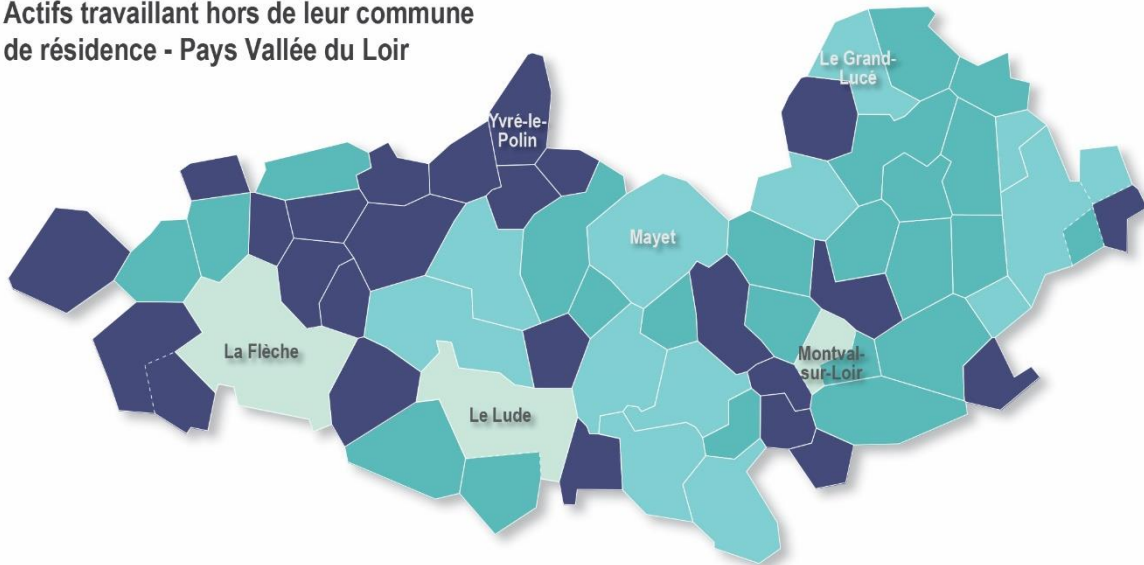 Actifs travaillant hors de leur commune
de résidence - Pays Vallée du Loir
Le Grand-
Lucé
Yvré-le-
Polin
Mayet
La Flèche
Montval-
sur-Loir
Le Lude